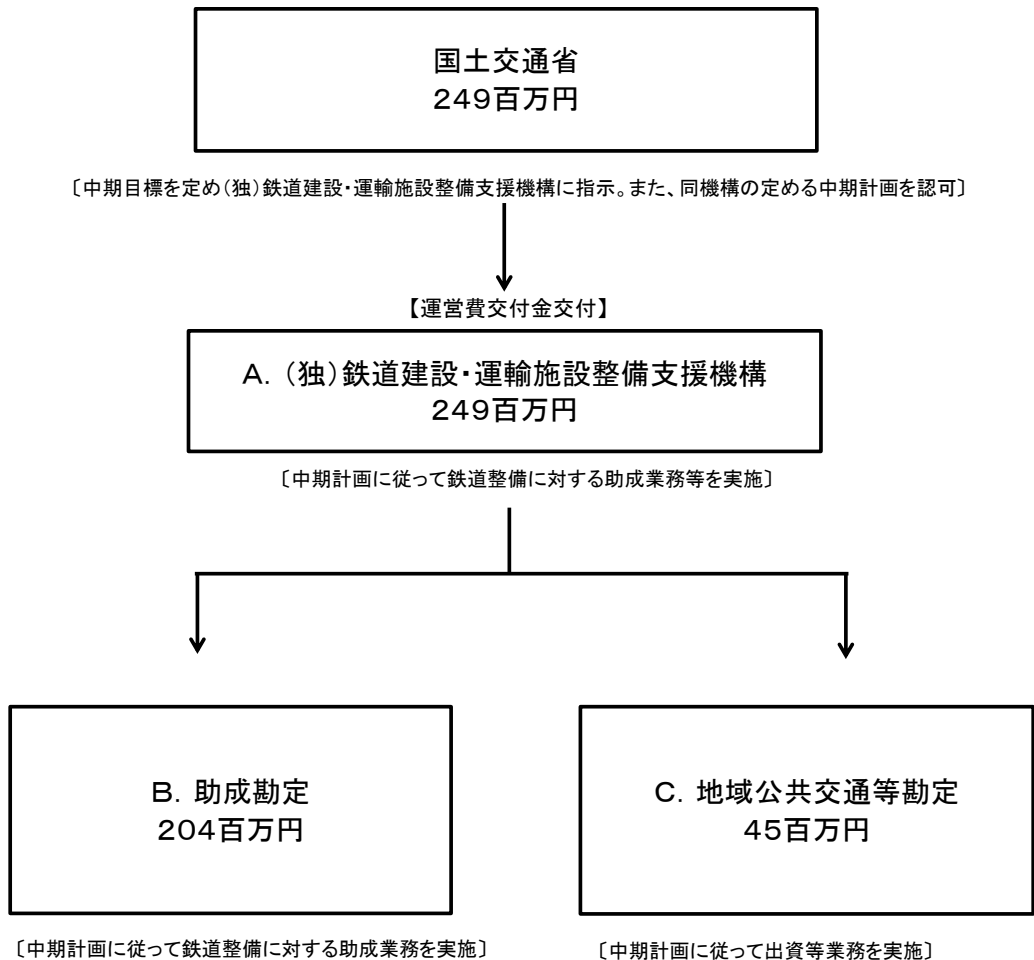 国土交通省
249百万円
〔中期目標を定め(独)鉄道建設・運輸施設整備支援機構に指示。また、同機構の定める中期計画を認可〕
【運営費交付金交付】
A. (独)鉄道建設・運輸施設整備支援機構
249百万円
〔中期計画に従って鉄道整備に対する助成業務等を実施〕
B. 助成勘定
204百万円
C. 地域公共交通等勘定
45百万円
〔中期計画に従って鉄道整備に対する助成業務を実施〕
〔中期計画に従って出資等業務を実施〕